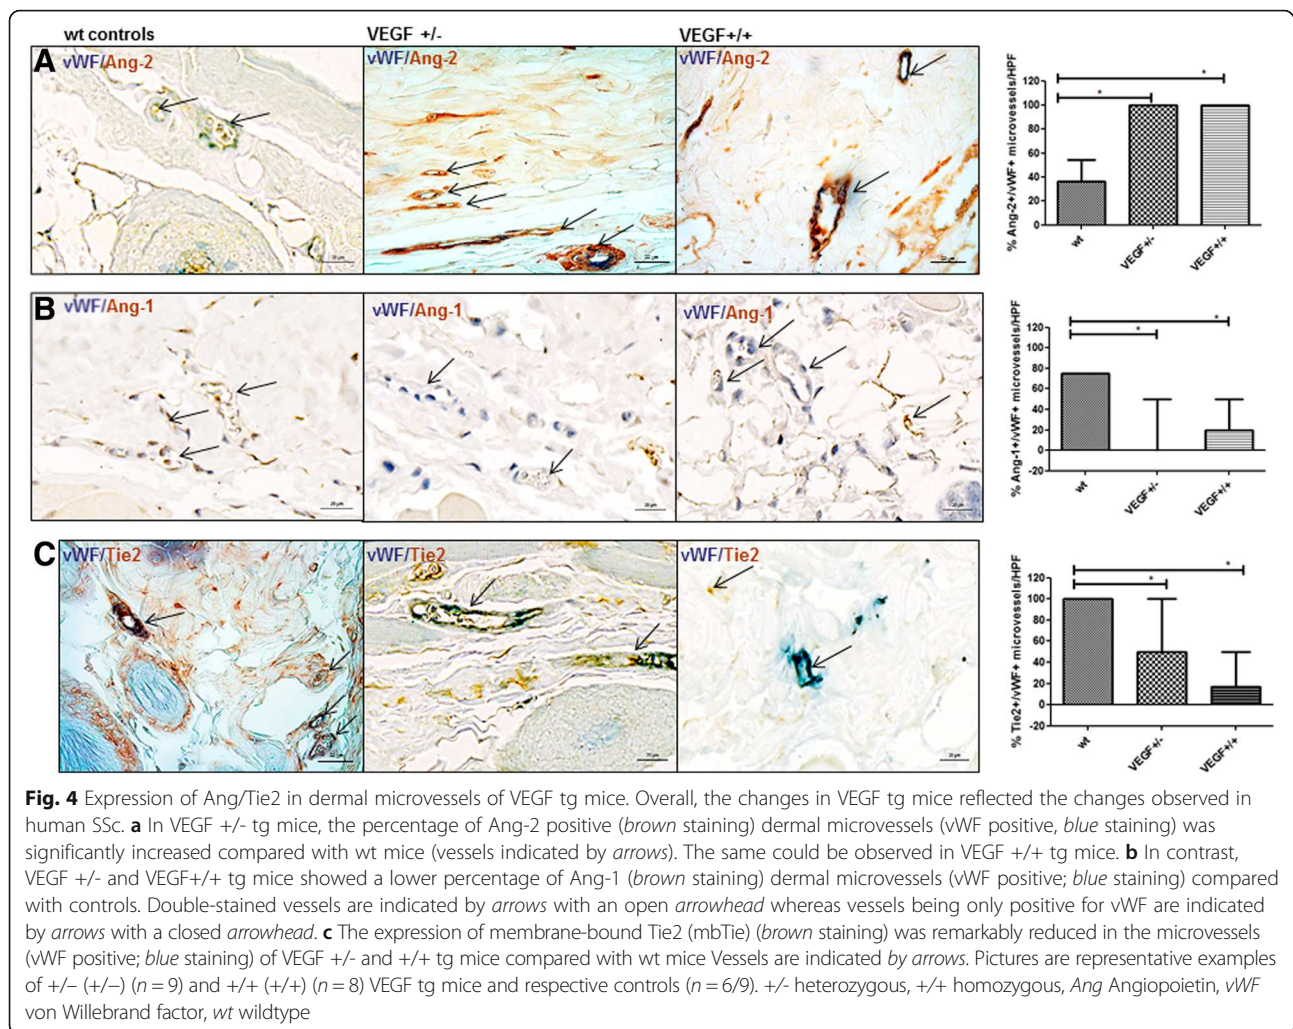 wt controls
VEGF +/-
VEGF+/+
A
vWF/Ang-2
vWF/Ang-2
vWF/Ang-2
20 µm
% Ang-2+/vWF+ microvessels/HPF
120
100
80
60
40
20
0
*
*
wt
VEGF+/-
VEGF+/+
B
vWF/Ang-1
vWF/Ang-1
vWF/Ang-1
20 µm
20 µm
20 µm
% Ang-1+/vWF+ microvessels/HPF
120
100
80
60
40
20
0
-20
*
*
wt
VEGF+/-
VEGF+/+
C
vWF/Tie2
vWF/Tie2
vWF/Tie2
20 µm
20 µm
% Tie2+/vWF+ microvessels/HPF
120
100
80
60
40
20
0
-20
*
*
wt
VEGF+/-
VEGF+/+
Fig. 4 Expression of Ang/Tie2 in dermal microvessels of VEGF tg mice. Overall, the changes in VEGF tg mice reflected the changes observed in
human SSc. a In VEGF +/- tg mice, the percentage of Ang-2 positive (brown staining) dermal microvessels (vWF positive, blue staining) was
significantly increased compared with wt mice (vessels indicated by arrows). The same could be observed in VEGF +/+ tg mice. b In contrast,
VEGF +/- and VEGF+/+ tg mice showed a lower percentage of Ang-1 (brown staining) dermal microvessels (vWF positive; blue staining) compared
with controls. Double-stained vessels are indicated by arrows with an open arrowhead whereas vessels being only positive for vWF are indicated
by arrows with a closed arrowhead. c The expression of membrane-bound Tie2 (mbTie) (brown staining) was remarkably reduced in the microvessels
(vWF positive; blue staining) of VEGF +/- and +/+ tg mice compared with wt mice Vessels are indicated by arrows. Pictures are representative examples
of +/– (+/−) (n = 9) and +/+ (+/+) (n = 8) VEGF tg mice and respective controls (n = 6/9). +/- heterozygous, +/+ homozygous, Ang Angiopoietin, vWF
von Willebrand factor, wt wildtype